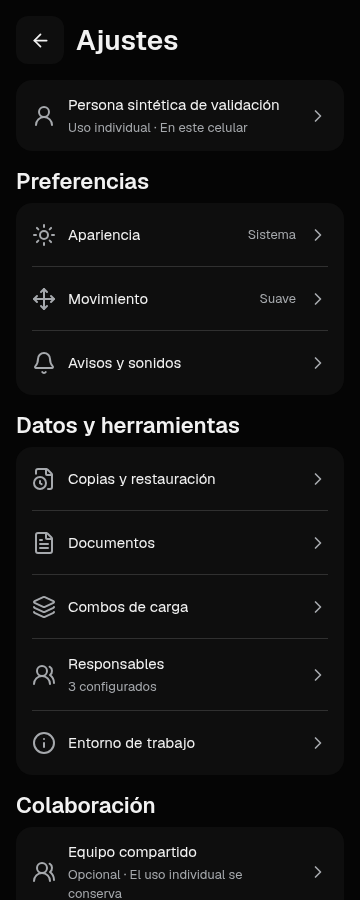 Ajustes
Persona sintética de validación
Uso individual · En este celular
Preferencias
Apariencia Sistema
Movimiento Suave
Avisos y sonidos
Datos y herramientas
Copias y restauración
Documentos
Combos de carga
Responsables
3 configurados
Entorno de trabajo
Colaboración
Equipo compartido
Opcional · El uso individual se
conserva